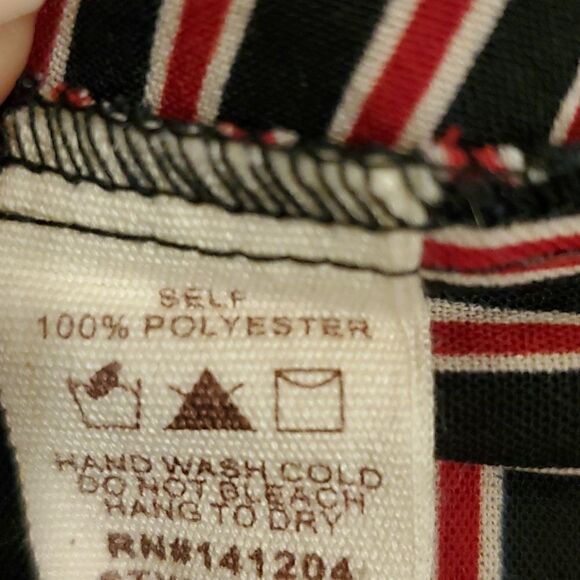 SELF
100% POLYESTER
HAND WASH COLD
DO NOT BLEACH
HANG TO DRY
RN#141204